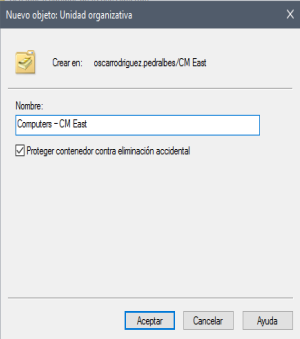 Nuevo objeto: Unidad organizativa
X
Crear en: oscarrodriguez.pedralbes/CM East
Nombre:
Computers – CM East
Proteger contenedor contra eliminación accidental
Aceptar Cancelar Ayuda